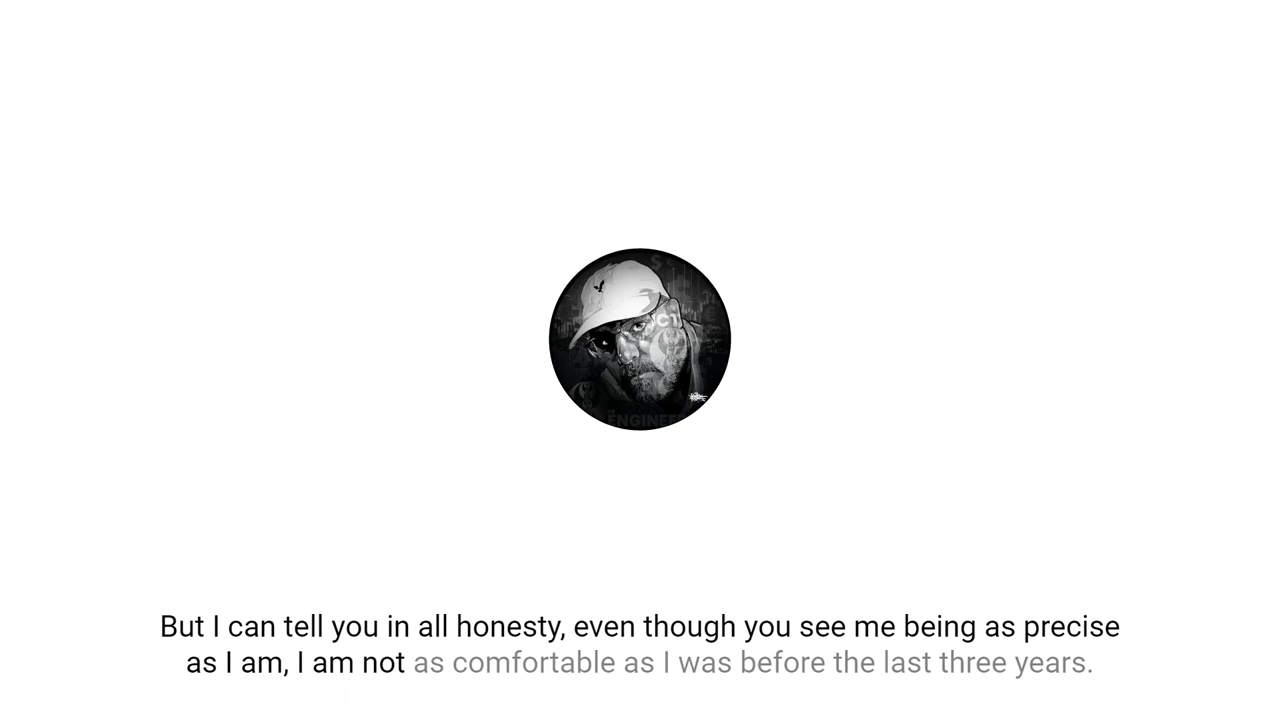 ENGINEE
But I can tell you in all honesty, even though you see me being as precise
as I am, I am not as comfortable as I was before the last three years.